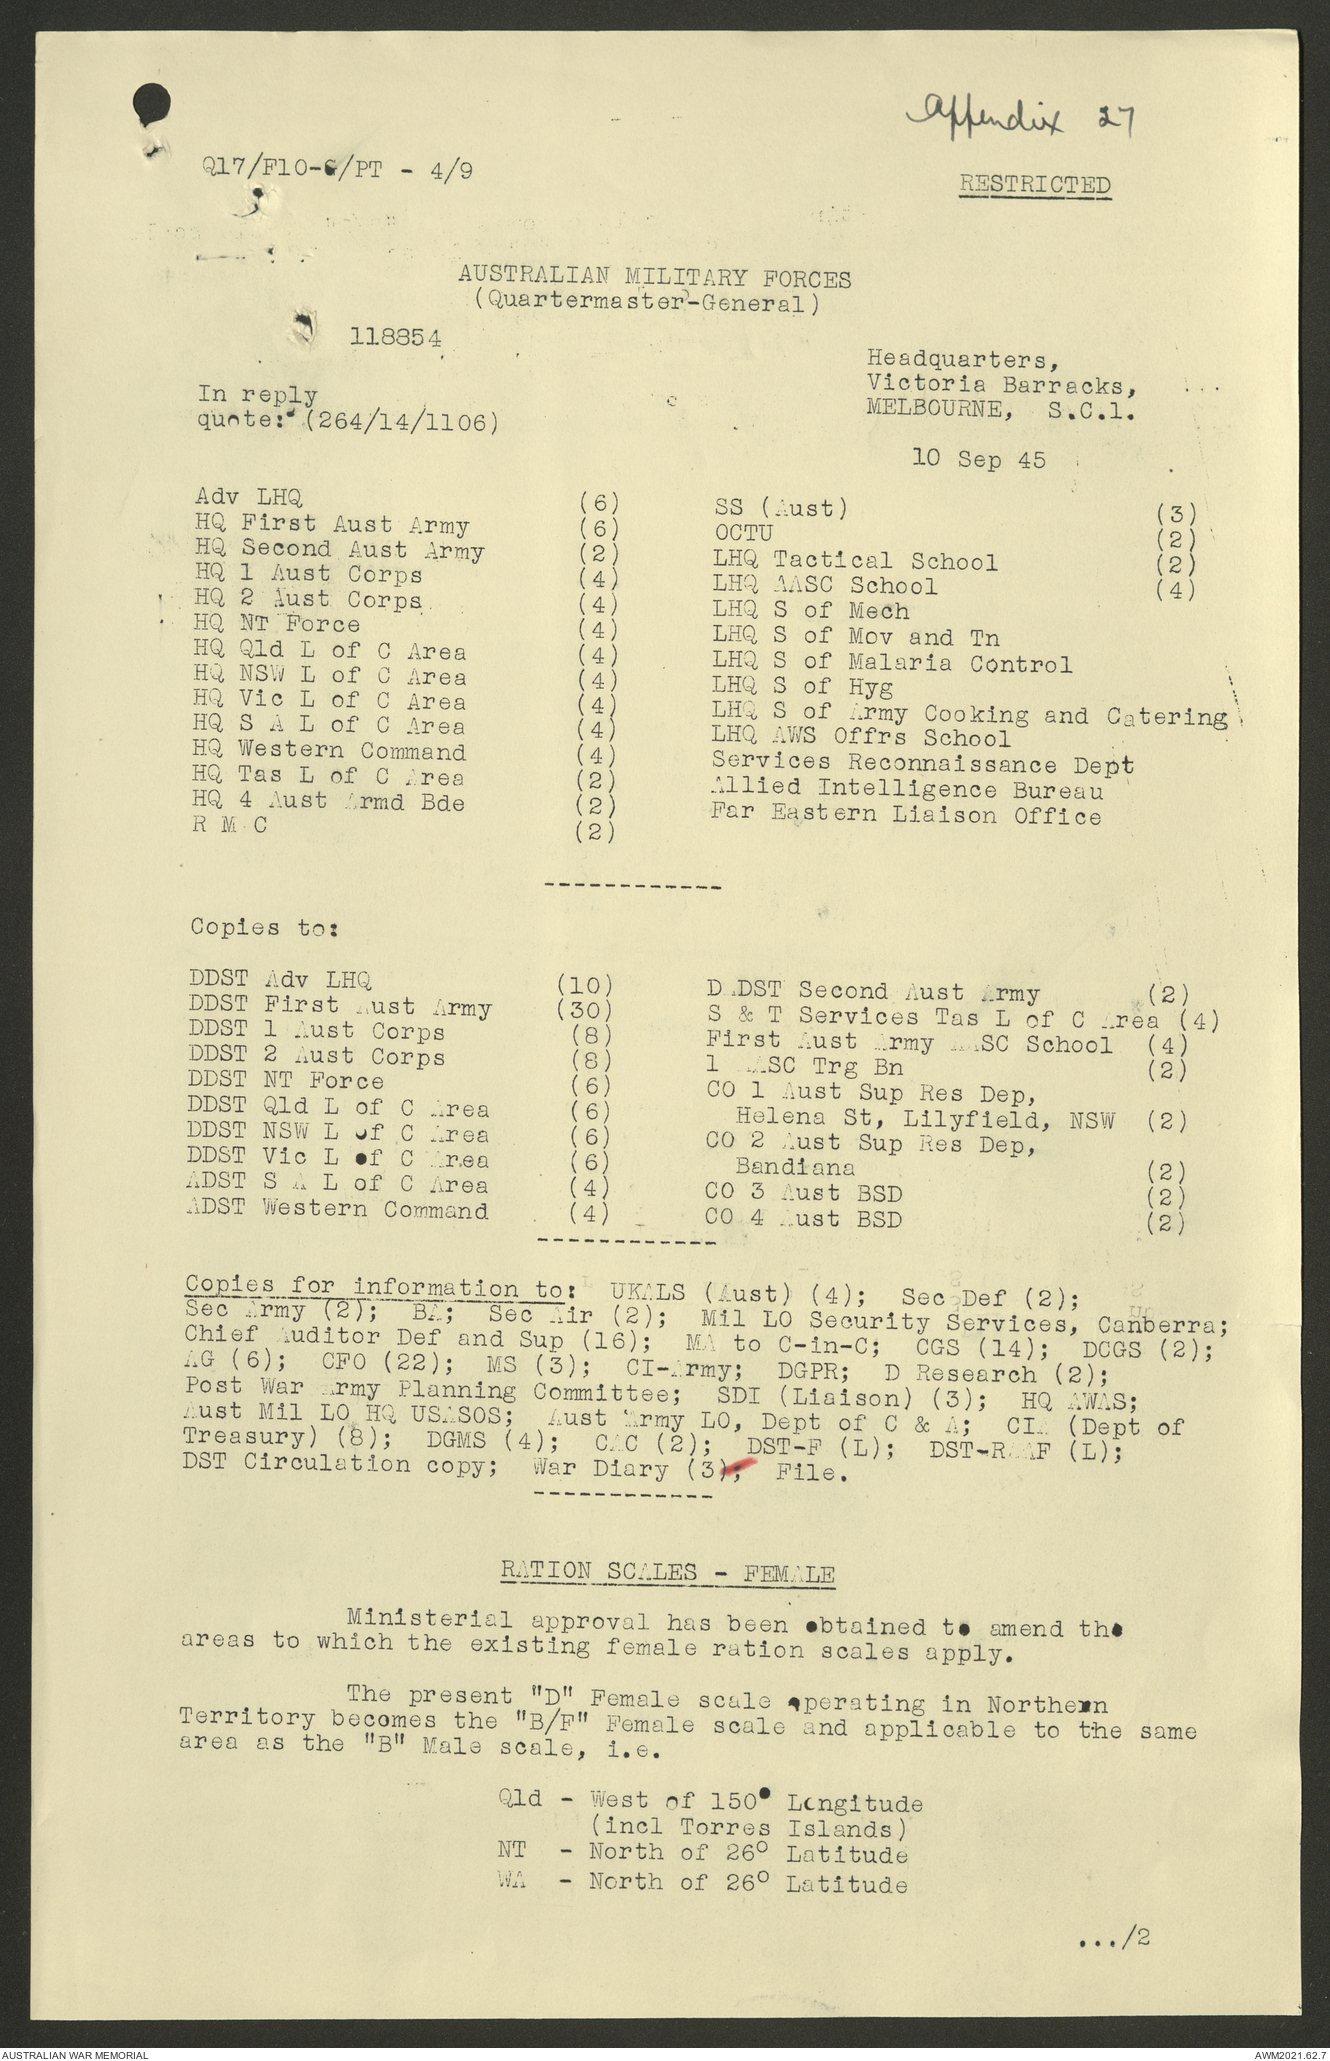 Appendix 27
Q17/F10-G/PT - 4/9
RESTRICTED
AUSTRALIAN MILITARY FORCES
(Quartermaster-General)
118854
Headquarters,
Victoria Barracks,
MELBOURNE, S.C.1.
In reply
quote: (264/14/1106)
10 Sep 45
Adv LHQ (6)
HQ First Aust Army (6)
HQ Second Aust Army (2)
HQ 1 Aust Corps (4)
HQ 2 Aust Corps (4)
HQ NT Force (4)
HQ Qld L of C Area (4)
HQ NSW L of C Area (4)
HQ Vic L of C Area (4)
HQ S A L of C Area (4)
HQ Western Command (4)
HQ Tas L of C Area (2)
HQ 4 Aust Armd Bde (2)
R M C (2)
SS (Aust) (3)
OCTU (2)
LHQ Tactical School (2)
LHQ AASC School (4)
LHQ S of Mech
LHQ S of Mov and Tn
LHQ S of Malaria Control
LHQ S of Hyg
LHQ S of Army Cooking and Catering
LHQ AWS Offrs School
Services Reconnaissance Dept
Allied Intelligence Bureau
Far Eastern Liaison Office
------------
Copies to:
DDST Adv LHQ (10)
DDST First Aust Army (30)
DDST 1 Aust Corps (8)
DDST 2 Aust Corps (8)
DDST NT Force (6)
DDST Qld L of C Area (6)
DDST NSW L of C Area (6)
DDST Vic L of C Area (6)
ADST S A L of C Area (4)
ADST Western Command (4)
D ADST Second Aust Army (2)
S & T Services Tas L of C Area (4)
First Aust Army AASC School (4)
1 AASC Trg Bn (2)
CO 1 Aust Sup Res Dep,
Helena St, Lilyfield, NSW (2)
CO 2 Aust Sup Res Dep,
Bandiana (2)
CO 3 Aust BSD (2)
CO 4 Aust BSD (2)
------------
Copies for information to: UKALS (Aust) (4); Sec Def (2);
Sec Army (2); BA; Sec Air (2); Mil LO Security Services, Canberra;
Chief Auditor Def and Sup (16); MA to C-in-C; CGS (14); DCGS (2);
AG (6); CFO (22); MS (3); CI-Army; DGPR; D Research (2);
Post War Army Planning Committee; SDI (Liaison) (3); HQ AWAS;
Aust Mil LO HQ USASOS; Aust Army LO, Dept of C & A; CIA (Dept of
Treasury) (8); DGMS (4); CAC (2); DST-F (L); DST-RAAF (L);
DST Circulation copy; War Diary (3); File.
------------
RATION SCALES - FEMALE
Ministerial approval has been obtained to amend the
areas to which the existing female ration scales apply.
The present "D" Female scale operating in Northern
Territory becomes the "B/F" Female scale and applicable to the same
area as the "B" Male scale, i.e.
Qld - West of 150° Longitude
(incl Torres Islands)
NT - North of 26° Latitude
WA - North of 26° Latitude
.../2
AUSTRALIAN WAR MEMORIAL
AWM2021.62.7